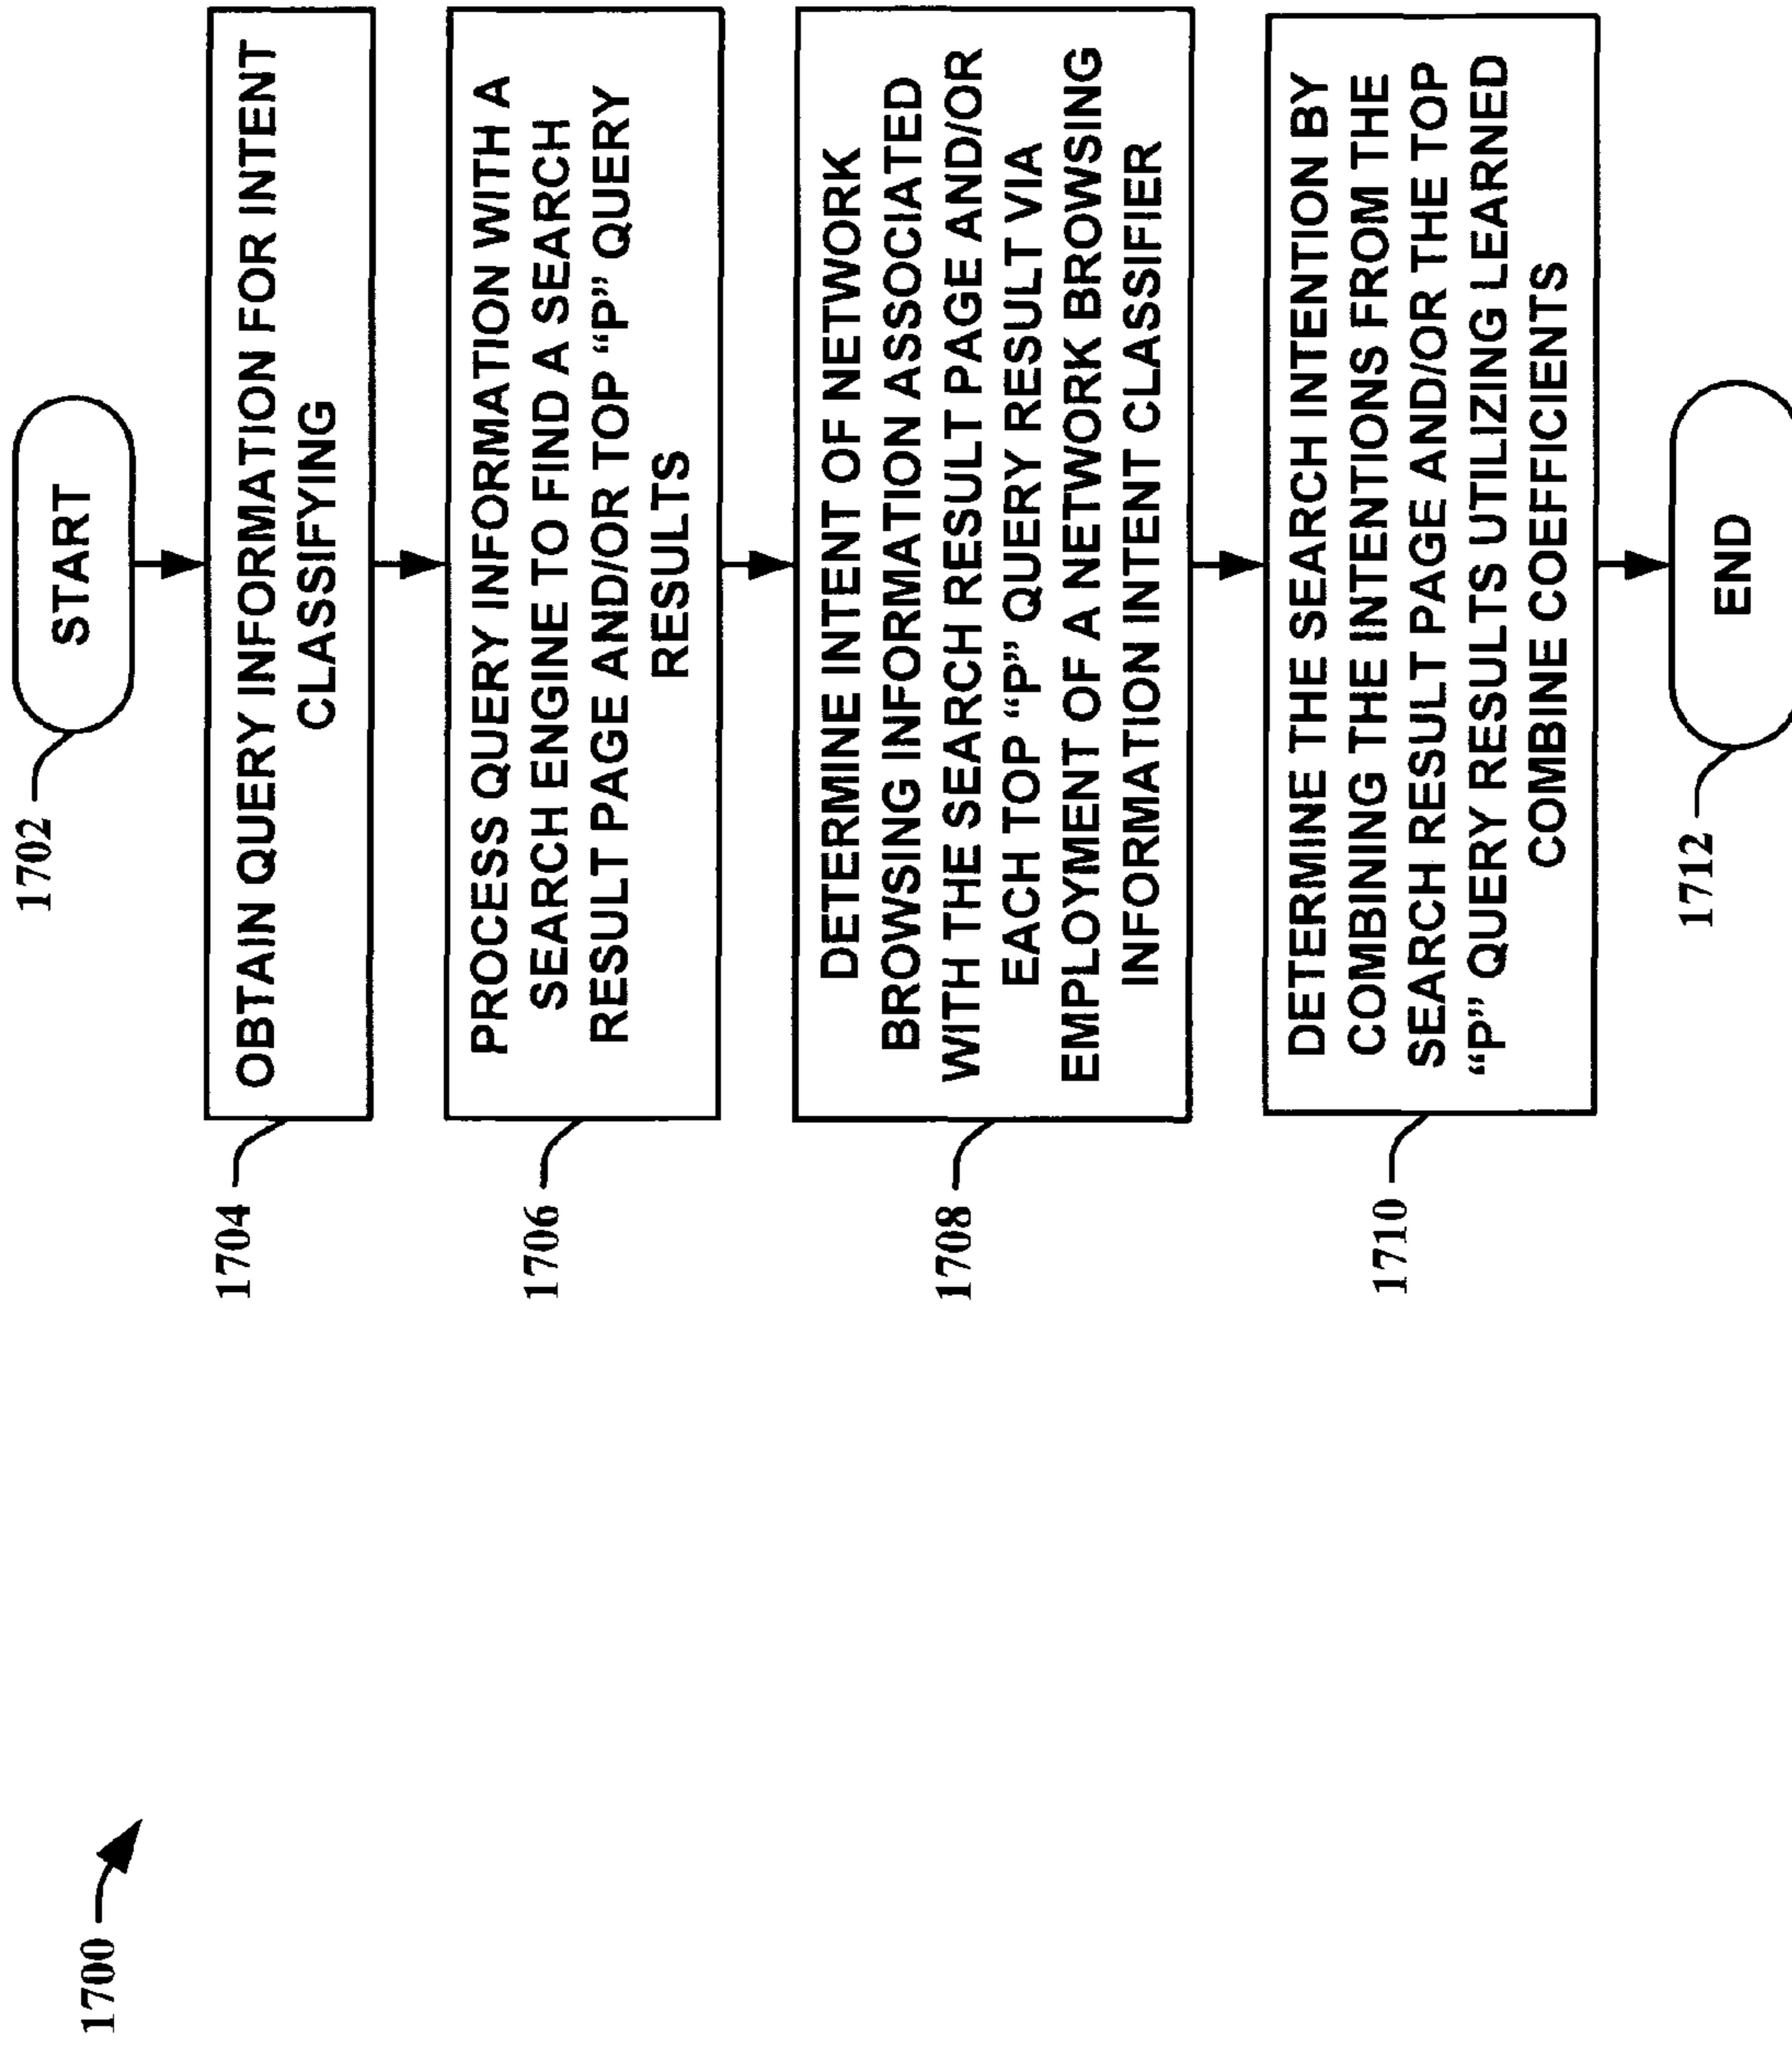 1700
1702
START
1704
OBTAIN QUERY INFORMATION FOR INTENT
CLASSIFYING
1706
PROCESS QUERY INFORMATION WITH A
SEARCH ENGINE TO FIND A SEARCH
RESULT PAGE AND/OR TOP “P” QUERY
RESULTS
1708
DETERMINE INTENT OF NETWORK
BROWSING INFORMATION ASSOCIATED
WITH THE SEARCH RESULT PAGE AND/OR
EACH TOP “P” QUERY RESULT VIA
EMPLOYMENT OF A NETWORK BROWSING
INFORMATION INTENT CLASSIFIER
1710
DETERMINE THE SEARCH INTENTION BY
COMBINING THE INTENTIONS FROM THE
SEARCH RESULT PAGE AND/OR THE TOP
“P” QUERY RESULTS UTILIZING LEARNED
COMBINE COEFFICIENTS
1712
END